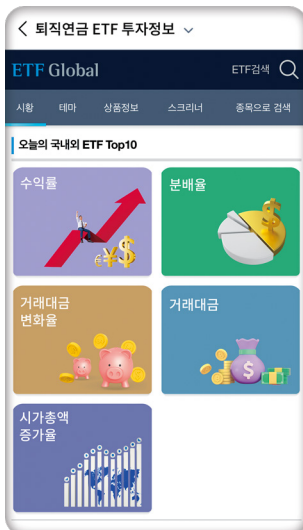 퇴직연금 ETF 투자정보
ETF Global ETF검색
시황 테마 상품정보 스크리너 종목으로 검색
오늘의 국내외 ETF Top10
수익률
분배율
거래대금
변화율
거래대금
시가총액
증가율